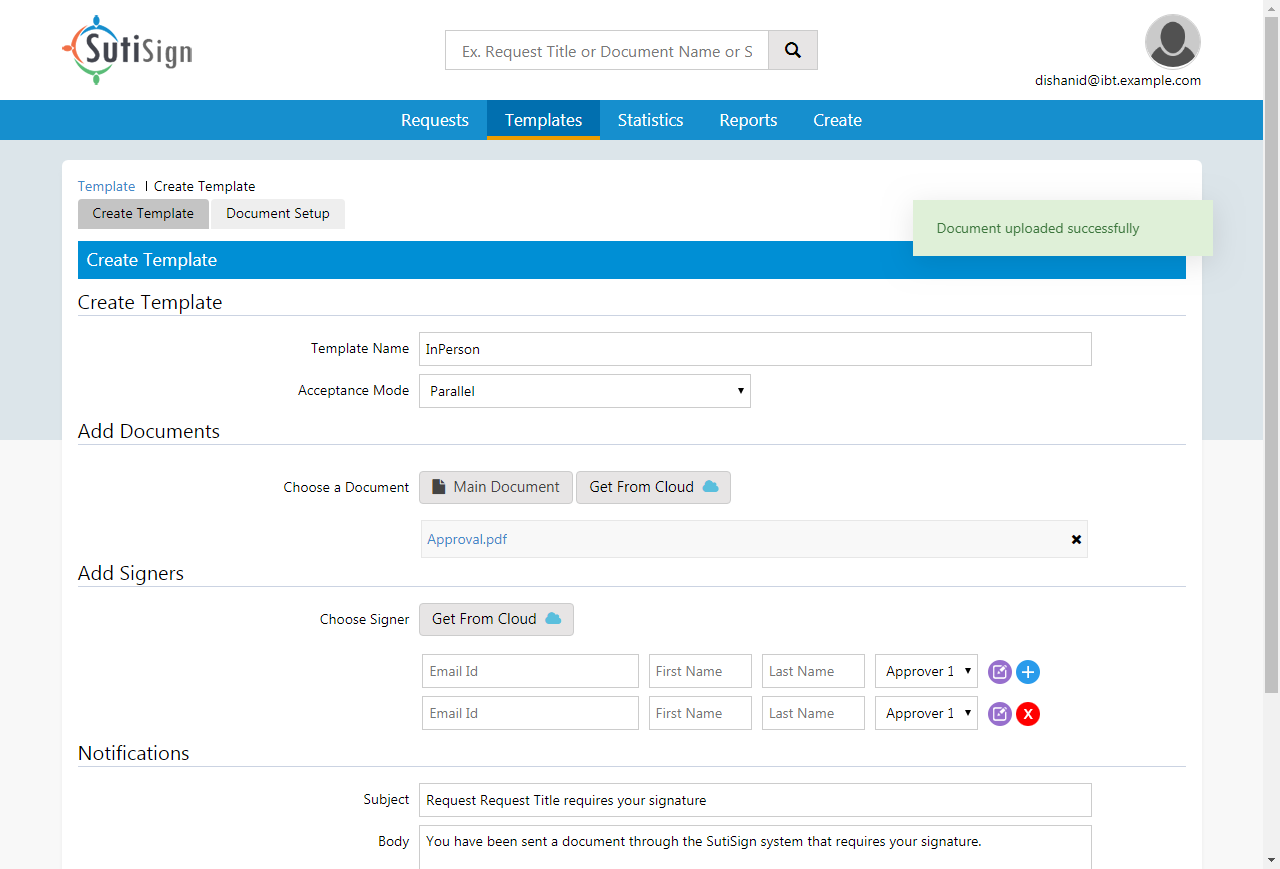 SutiSign
Ex. Request Title or Document Name or S
dishanid@ibt.example.com
Requests Templates Statistics Reports Create
Template | Create Template
Create Template Document Setup
Document uploaded successfully
Create Template
Create Template
Template Name InPerson
Acceptance Mode Parallel
Add Documents
Choose a Document Main Document Get From Cloud
Approval.pdf
Add Signers
Choose Signer Get From Cloud
Email Id First Name Last Name Approver 1
Email Id First Name Last Name Approver 1 X
Notifications
Subject Request Request Title requires your signature
Body You have been sent a document through the SutiSign system that requires your signature.